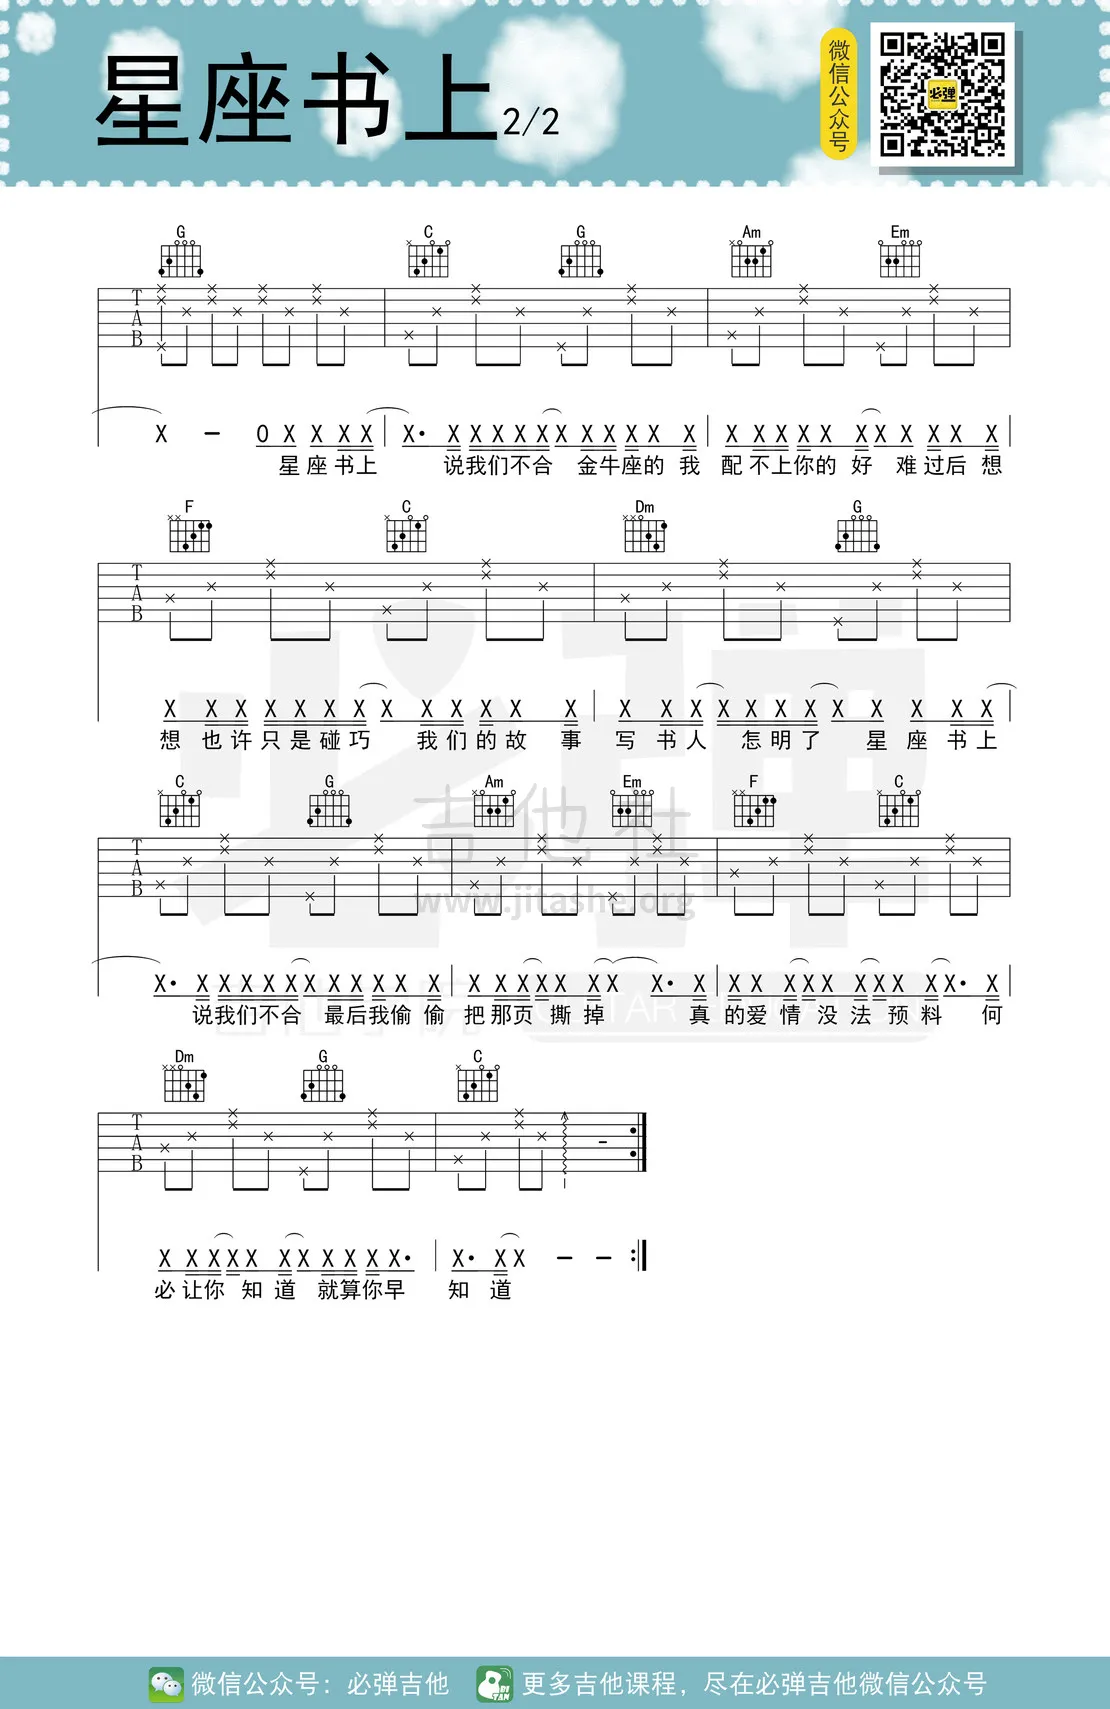 星座书上2/2
微信公众号
必弹
G C G Am Em
T
A
B
X - 0 X X X X X· X X X X X X X X X X X X X X X X X X X X
星座书上 说我们不合 金牛座的 我 配 不上你的 好 难过后 想
F C Dm G
T
A
B
X X X X X X X X X X X X X X X X X X X X X X X X X
想 也许只是碰巧 我们的故 事 写 书人 怎明了 星 座 书上
C G Am Em F C
T
A
B
吉他社
www.jitashe.org
X· X X X X X X X X X X X X X X X X X X· X X X X X X X X X· X
说我们不合 最后我偷 偷 把 那页 撕掉 真 的爱 情 没 法 预 料 何
Dm G C
T
A
B
X X X X X X X X X X X· X· X X - -
必 让你 知 道 就算你早 知 道
微信公众号：必弹吉他
更多吉他课程，尽在必弹吉他微信公众号